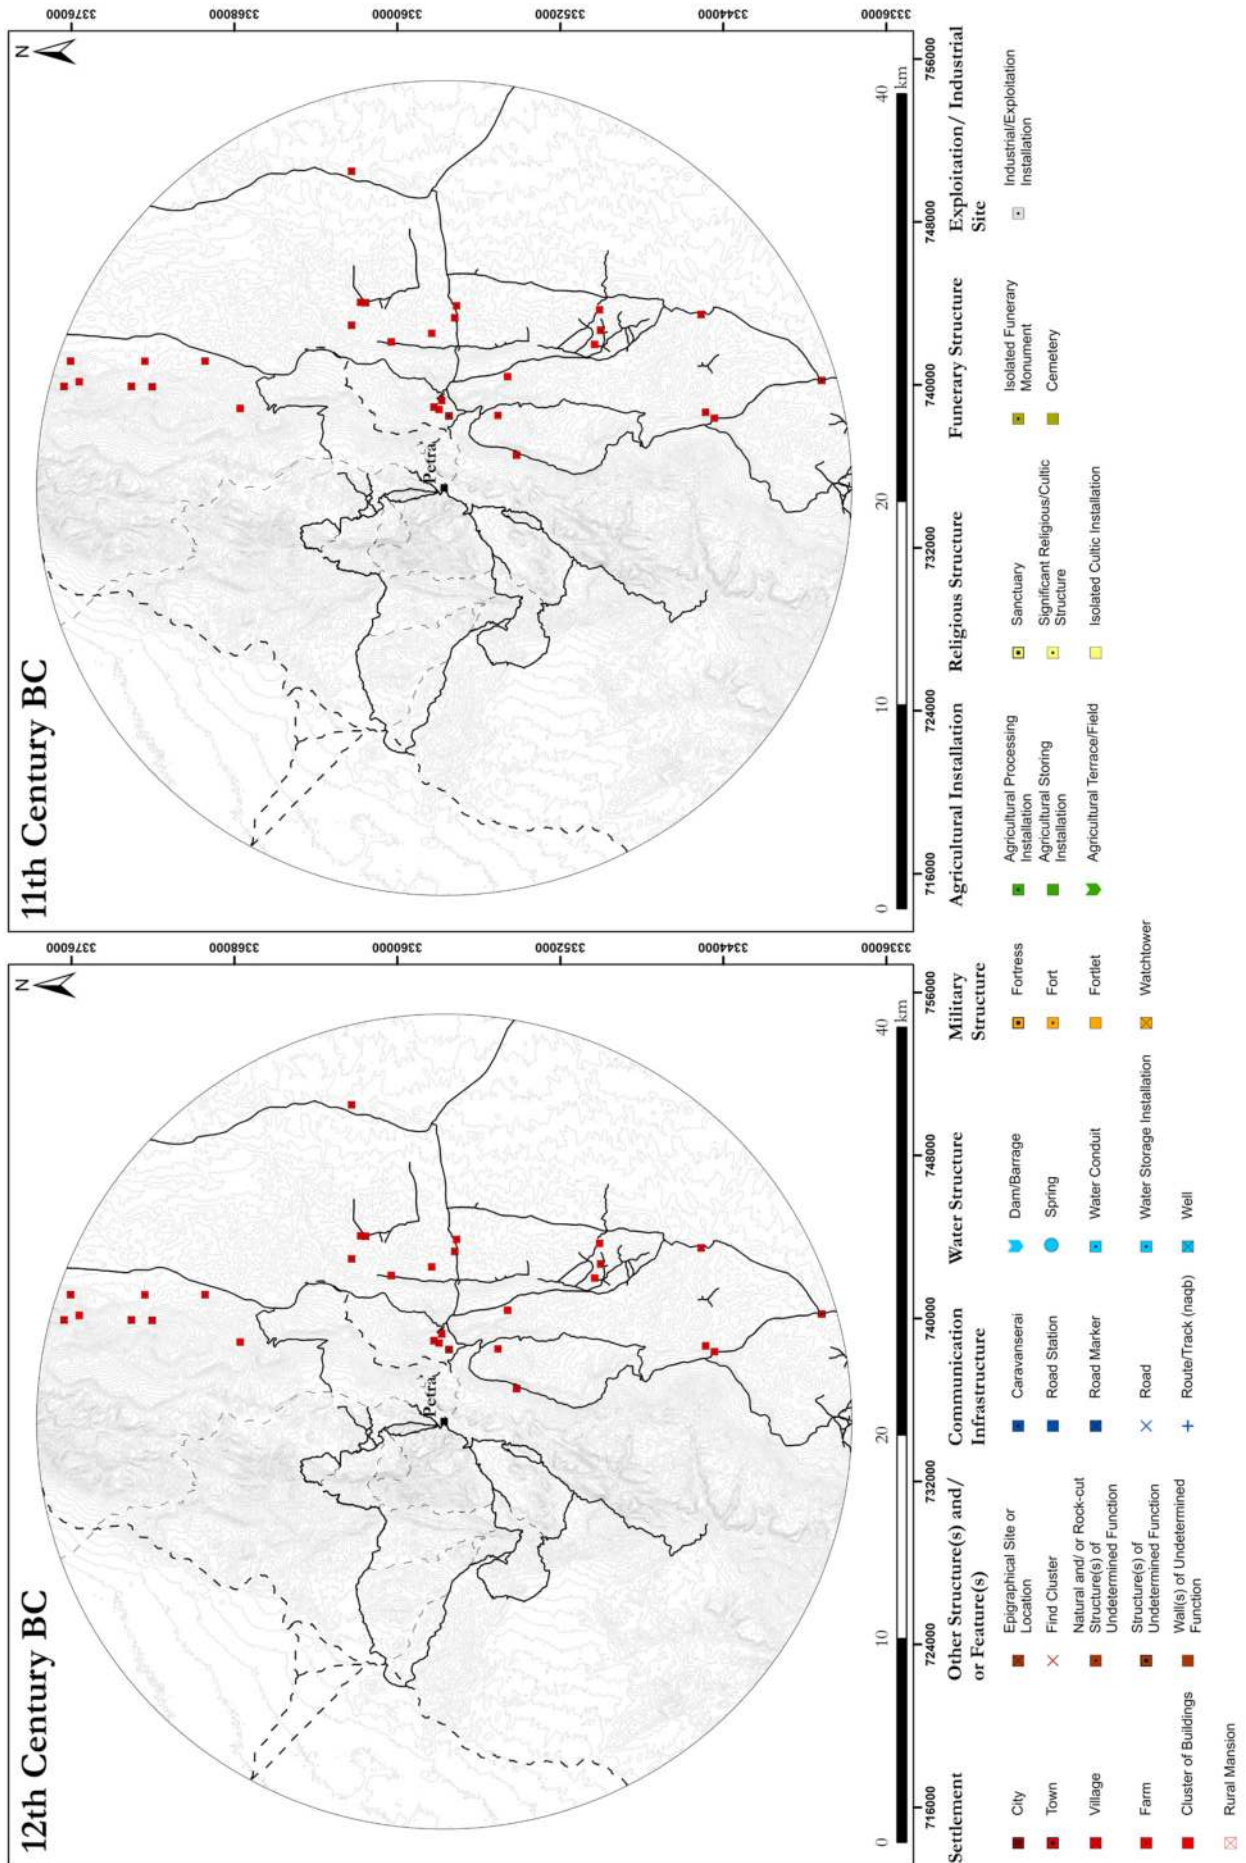 12th Century BC
N
3376000
3368000
3360000
3352000
3344000
3336000
716000
724000
732000
740000
748000
756000
Petra
0
10
20
40
km
11th Century BC
N
3376000
3368000
3360000
3352000
3344000
3336000
716000
724000
732000
740000
748000
756000
Petra
0
10
20
40
km
Settlement
City
Town
Village
Farm
Cluster of Buildings
Rural Mansion
Other Structure(s) and/
or Feature(s)
Epigraphical Site or
Location
Find Cluster
Natural and/ or Rock-cut
Structure(s) of
Undetermined Function
Structure(s) of
Undetermined Function
Wall(s) of Undetermined
Function
Communication
Infrastructure
Caravanserai
Road Station
Road Marker
Road
Route/Track (naqb)
Water Structure
Dam/Barrage
Spring
Water Conduit
Water Storage Installation
Well
Military
Structure
Fortress
Fort
Fortlet
Watchtower
Agricultural Installation
Agricultural Processing
Installation
Agricultural Storing
Installation
Agricultural Terrace/Field
Religious Structure
Sanctuary
Significant Religious/Cultic
Structure
Isolated Cultic Installation
Funerary Structure
Isolated Funerary
Monument
Cemetery
Exploitation/ Industrial
Site
Industrial/Exploitation
Installation